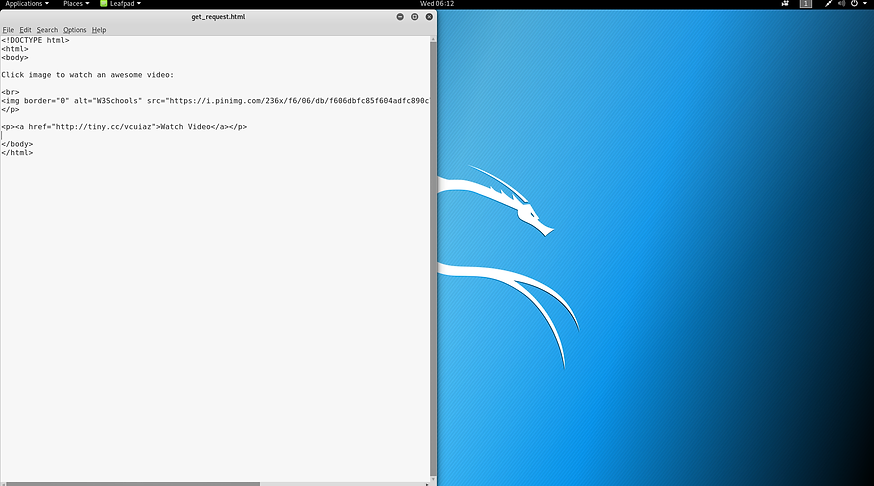 Applications Places Leafpad Wed 06:12 1
get_request.html
File Edit Search Options Help
<!DOCTYPE html>
<html>
<body>
Click image to watch an awesome video:
<br>
<img border="0" alt="W3Schools" src="https://i.pinimg.com/236x/f6/06/db/f606dbfc85f604adfc890c
</p>
<p><a href="http://tiny.cc/vcuiaz">Watch Video</a></p>
</body>
</html>